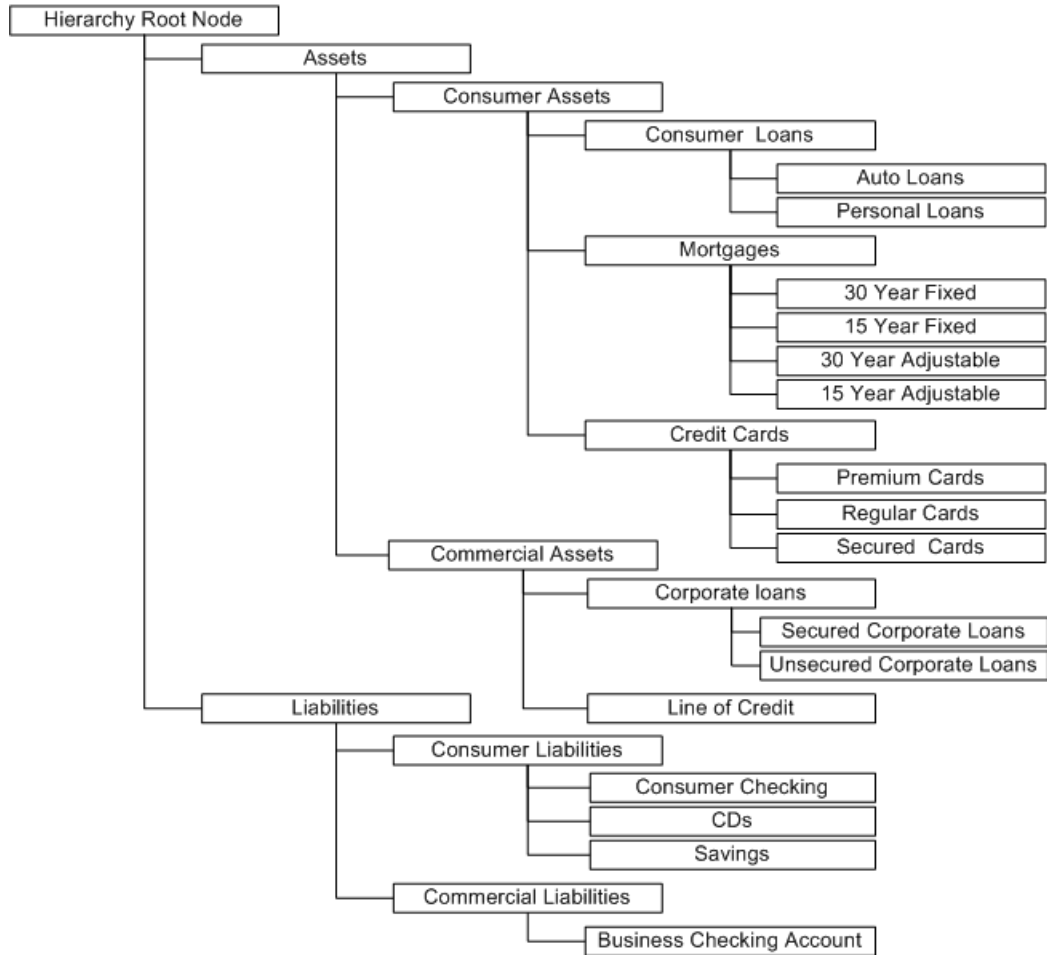 Hierarchy Root Node
Assets
Consumer Assets
Consumer Loans
Auto Loans
Personal Loans
Mortgages
30 Year Fixed
15 Year Fixed
30 Year Adjustable
15 Year Adjustable
Credit Cards
Premium Cards
Regular Cards
Secured Cards
Commercial Assets
Corporate loans
Secured Corporate Loans
Unsecured Corporate Loans
Line of Credit
Liabilities
Consumer Liabilities
Consumer Checking
CDs
Savings
Commercial Liabilities
Business Checking Account